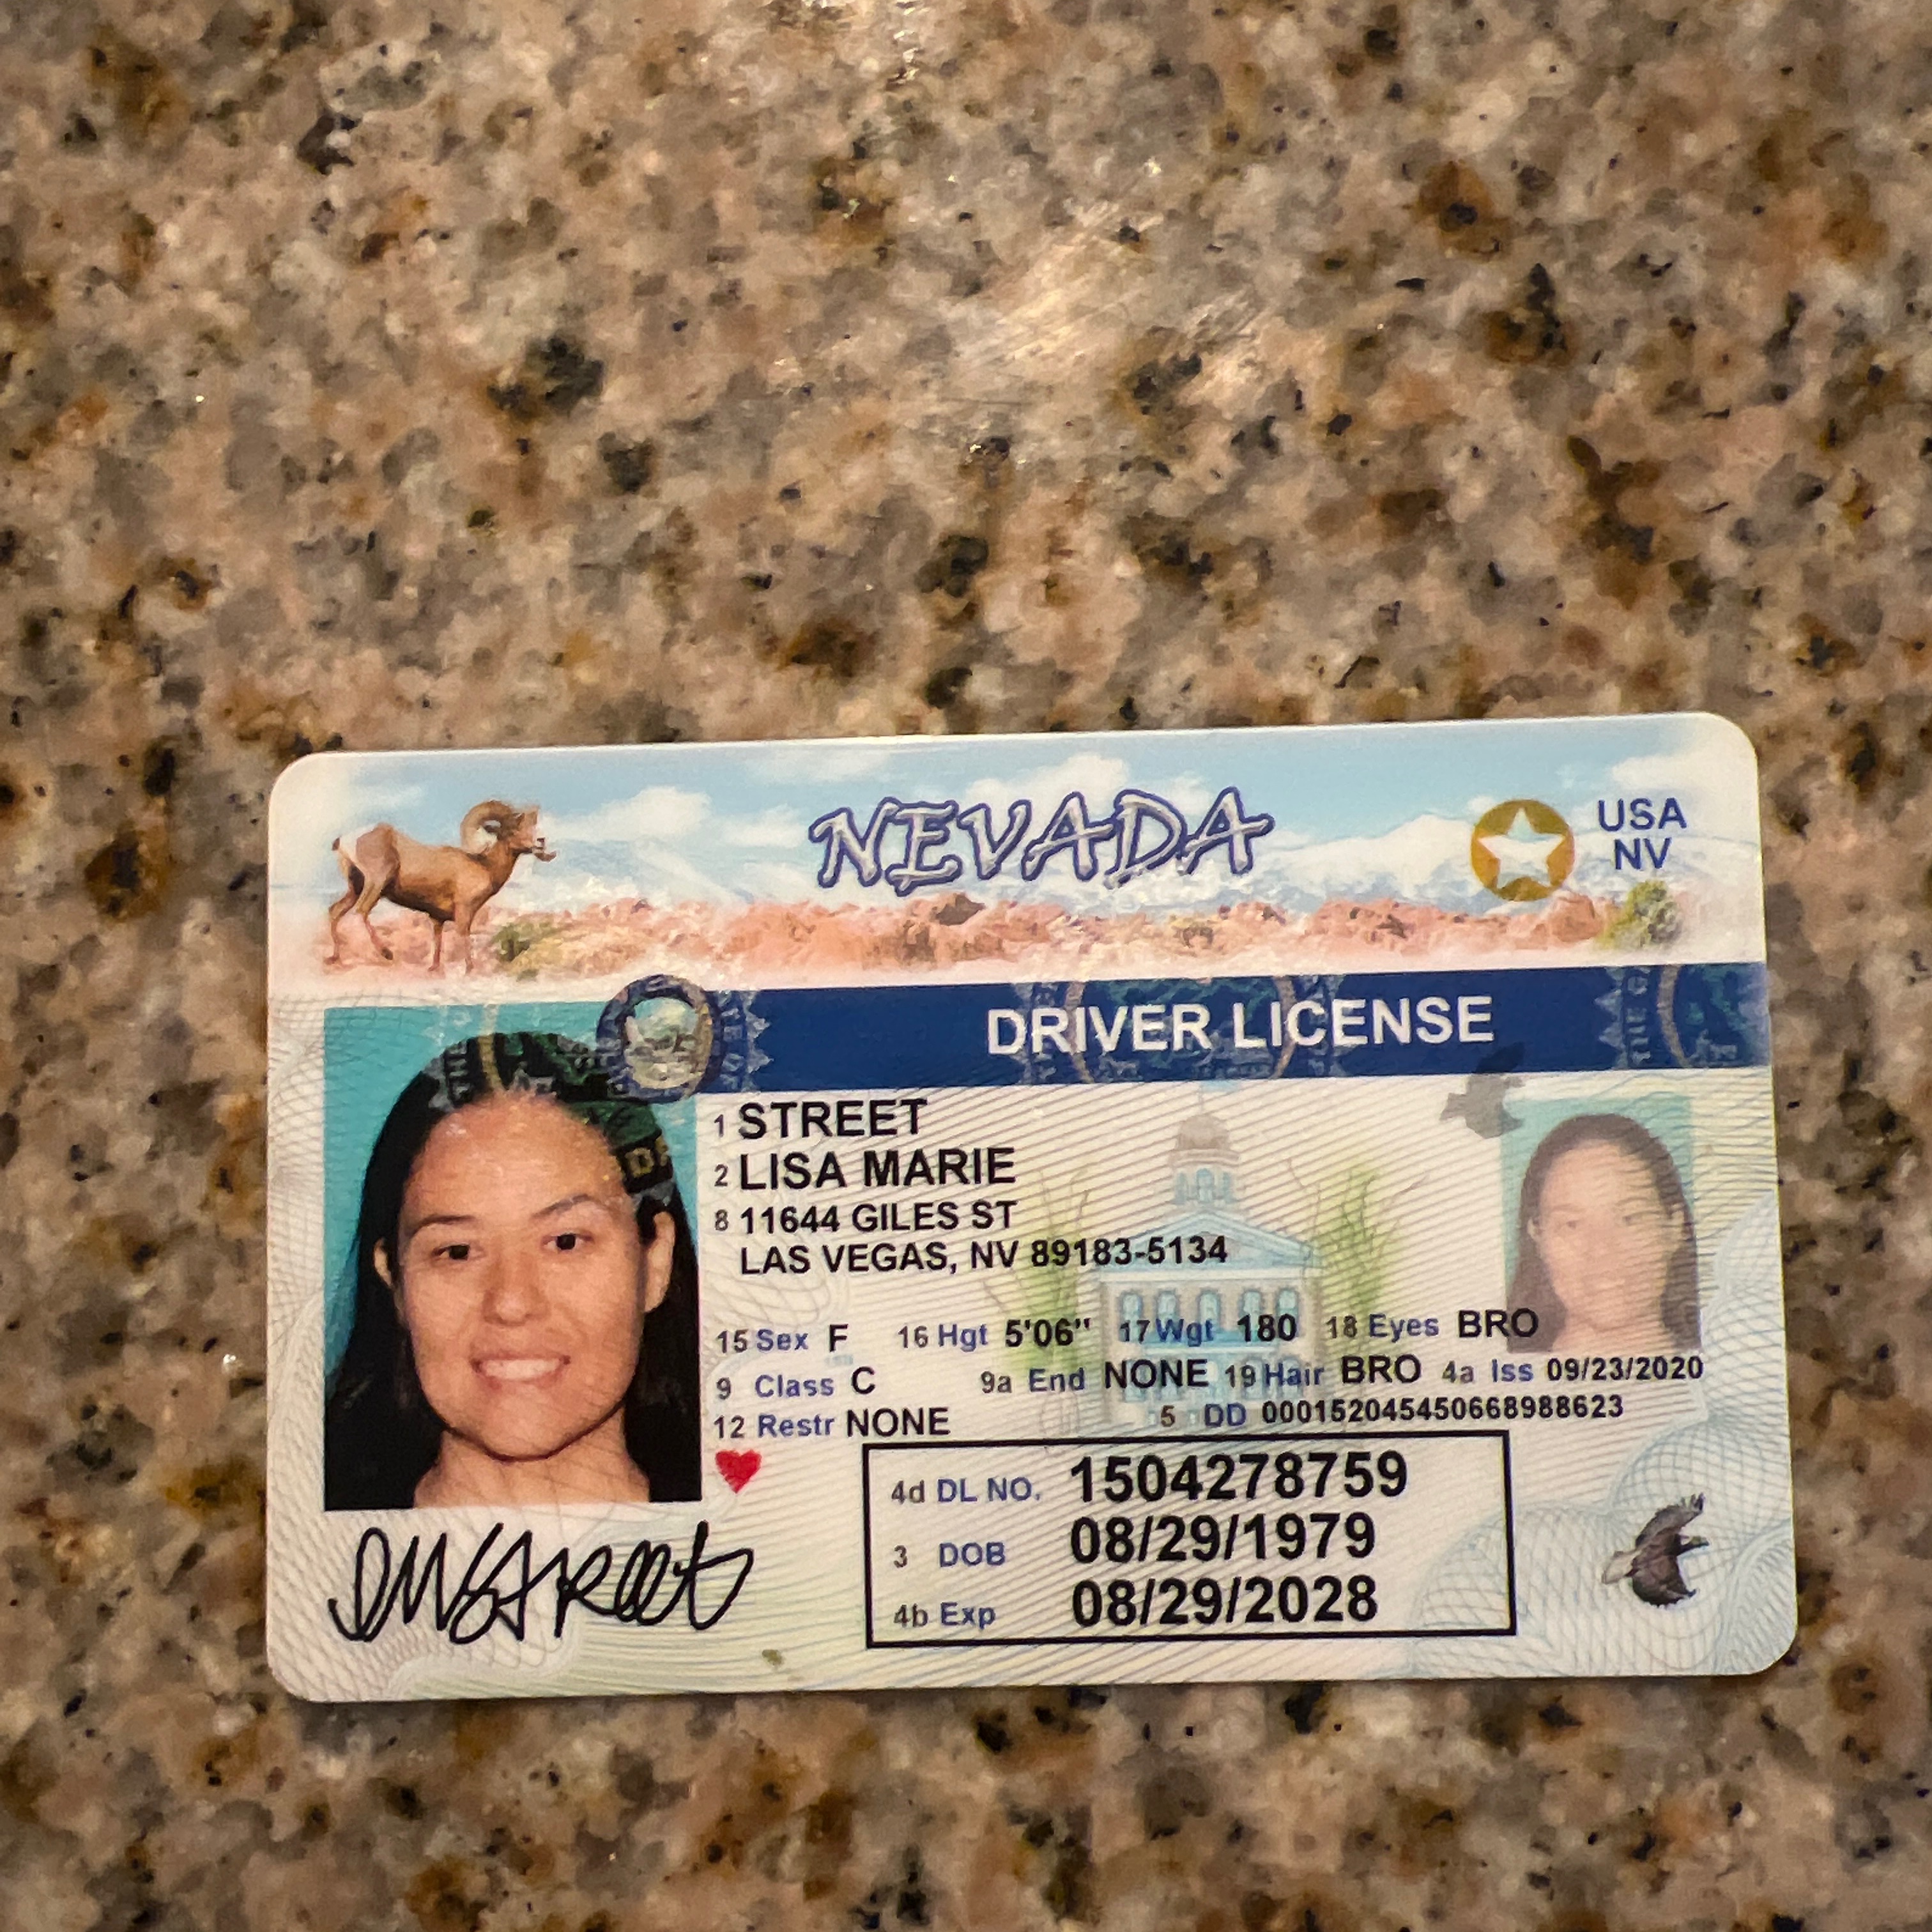 NEVADA
USA
NV
DRIVER LICENSE
1 STREET
2 LISA MARIE
8 11644 GILES ST
LAS VEGAS, NV 89183-5134
15 Sex F 16 Hgt 5'06" 17 Wgt 180 18 Eyes BRO
9 Class C 9a End NONE 19 Hair BRO 4a Iss 09/23/2020
12 Restr NONE 5 DD 000152045450668988623
4d DL NO. 1504278759
3 DOB 08/29/1979
4b Exp 08/29/2028